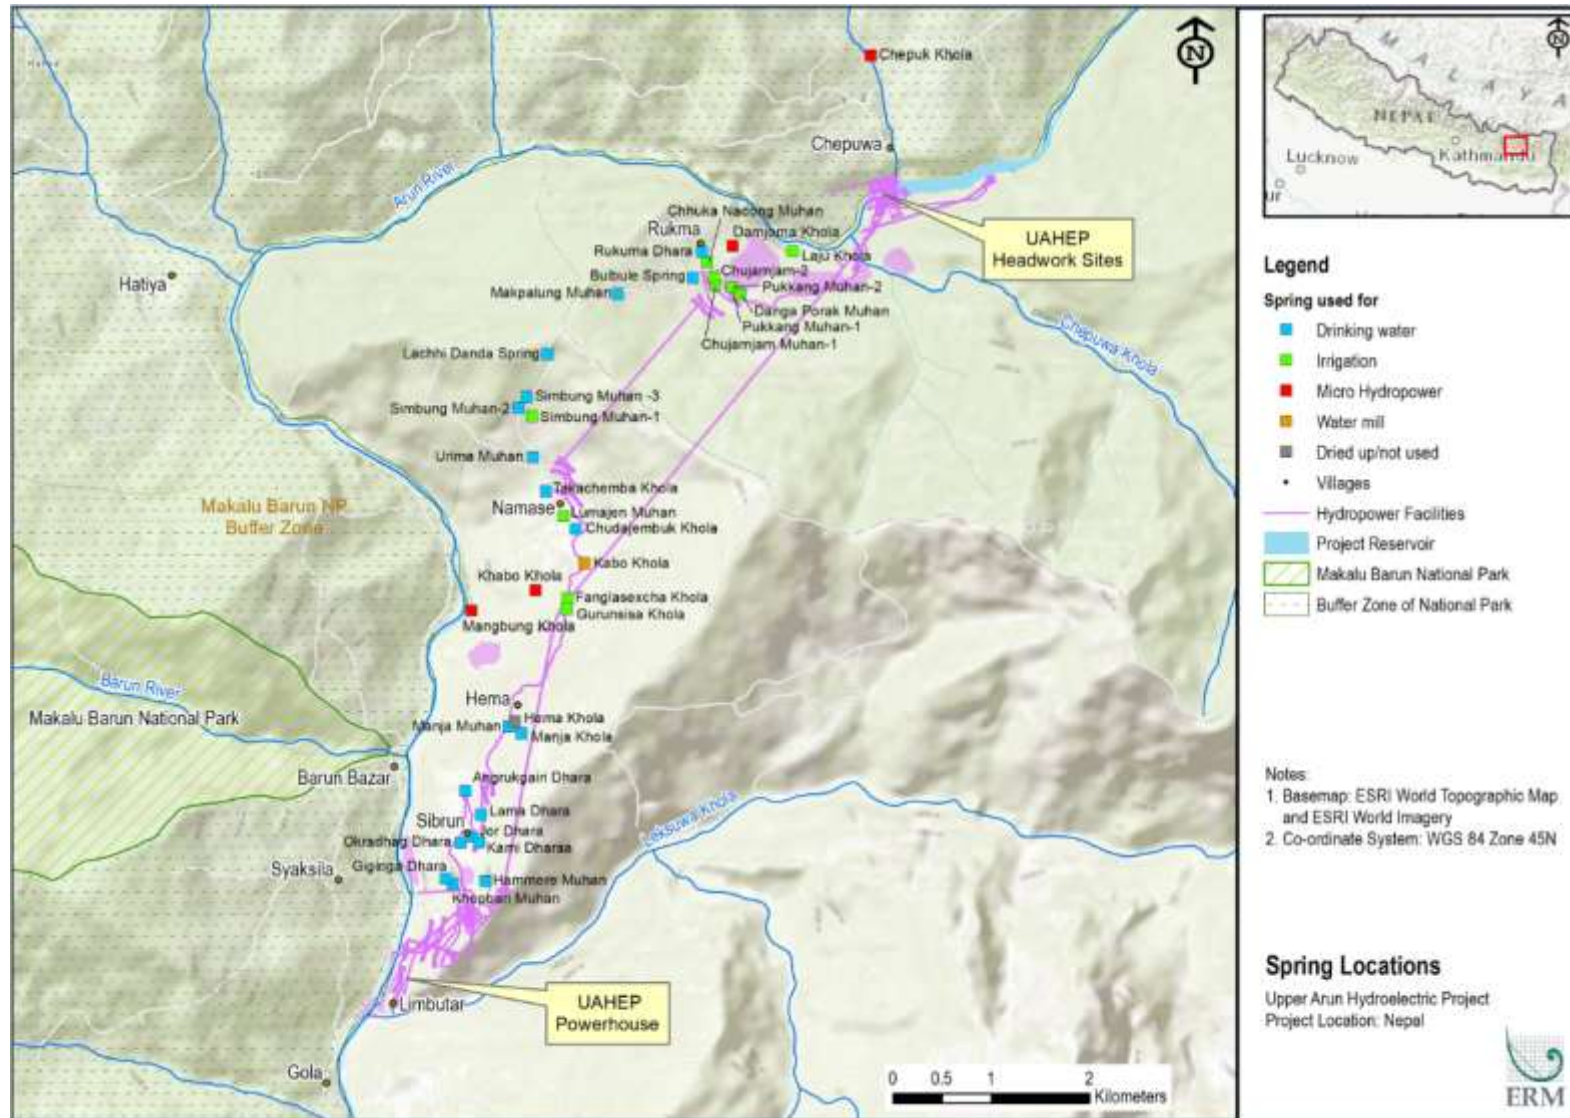 Chepuk Khola
Chepuwa
Arun River
Chhuka Nadong Muhan
Rukma
Damjoma Khola
Rukuma Dhara
Laju Khola
UAHEP
Headwork Sites
Hatiya
Bulbule Spring
Chujamjam-2
Makpalung Muhan
Pukkang Muhan-2
Danga Porak Muhan
Pukkang Muhan-1
Chujamjam Muhan-1
Chepuwa Khola
Lachhi Danda Spring
Simbung Muhan -3
Simbung Muhan-2
Simbung Muhan-1
Urima Muhan
Takachemba Khola
Makalu Barun NP
Buffer Zone
Namase
Lumajen Muhan
Chudajembuk Khola
Kabo Khola
Khabo Khola
Fanglasexcha Khola
Gurunsisa Khola
Mangbung Khola
Barun River
Makalu Barun National Park
Hema
Hema Khola
Manja Muhan
Manja Khola
Barun Bazar
Angrukgain Dhara
Lama Dhara
Sibrun
Jor Dhara
Okradhag Dhara
Kami Dharaa
Leksuwa Khola
Syaksila
Giginga Dhara
Hammere Muhan
Khopbari Muhan
Limbutar
UAHEP
Powerhouse
Gola
0 0.5 1 2
Kilometers
N
N
M A L A Y A
NEPAL
Kathmandu
Lucknow
ur
Legend
Spring used for
Drinking water
Irrigation
Micro Hydropower
Water mill
Dried up/not used
Villages
Hydropower Facilities
Project Reservoir
Makalu Barun National Park
Buffer Zone of National Park
Notes:
1. Basemap: ESRI World Topographic Map
and ESRI World Imagery
2. Co-ordinate System: WGS 84 Zone 45N
Spring Locations
Upper Arun Hydroelectric Project
Project Location: Nepal
ERM